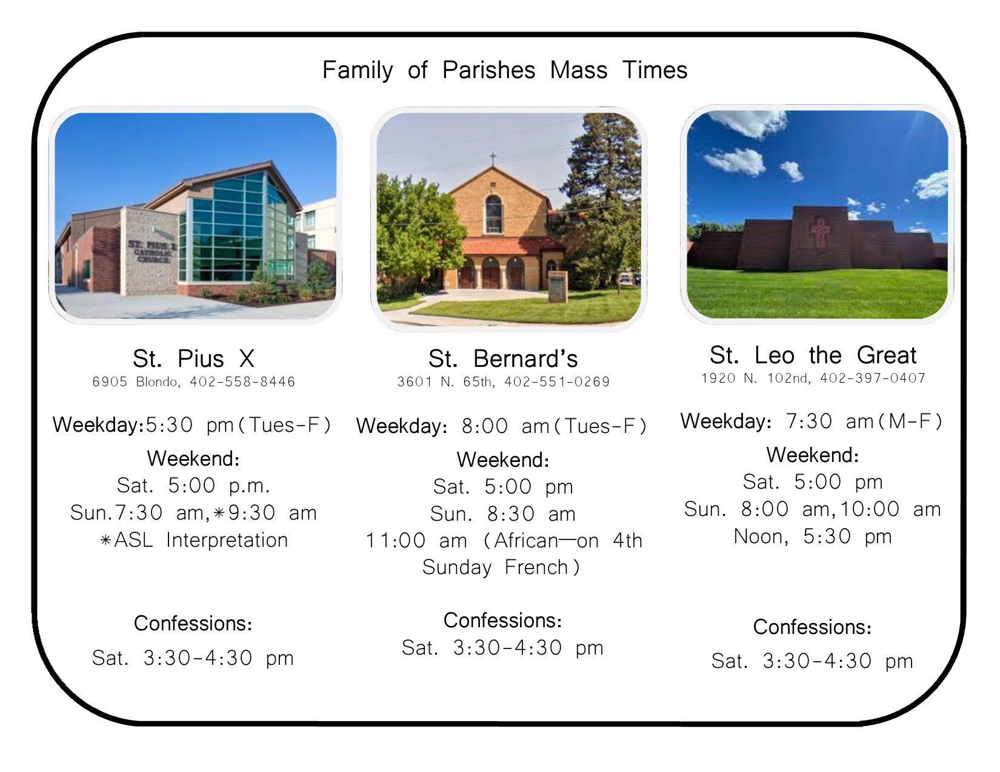 Family of Parishes Mass Times
ST. PIUS X
CATHOLIC
CHURCH
St. Pius X
6905 Blondo, 402-558-8446
Weekday:5:30 pm(Tues-F)
Weekend:
Sat. 5:00 p.m.
Sun.7:30 am,*9:30 am
*ASL Interpretation
Confessions:
Sat. 3:30-4:30 pm
St. Bernard’s
3601 N. 65th, 402-551-0269
Weekday: 8:00 am(Tues-F)
Weekend:
Sat. 5:00 pm
Sun. 8:30 am
11:00 am (African—on 4th
Sunday French)
Confessions:
Sat. 3:30-4:30 pm
St. Leo the Great
1920 N. 102nd, 402-397-0407
Weekday: 7:30 am(M-F)
Weekend:
Sat. 5:00 pm
Sun. 8:00 am,10:00 am
Noon, 5:30 pm
Confessions:
Sat. 3:30-4:30 pm